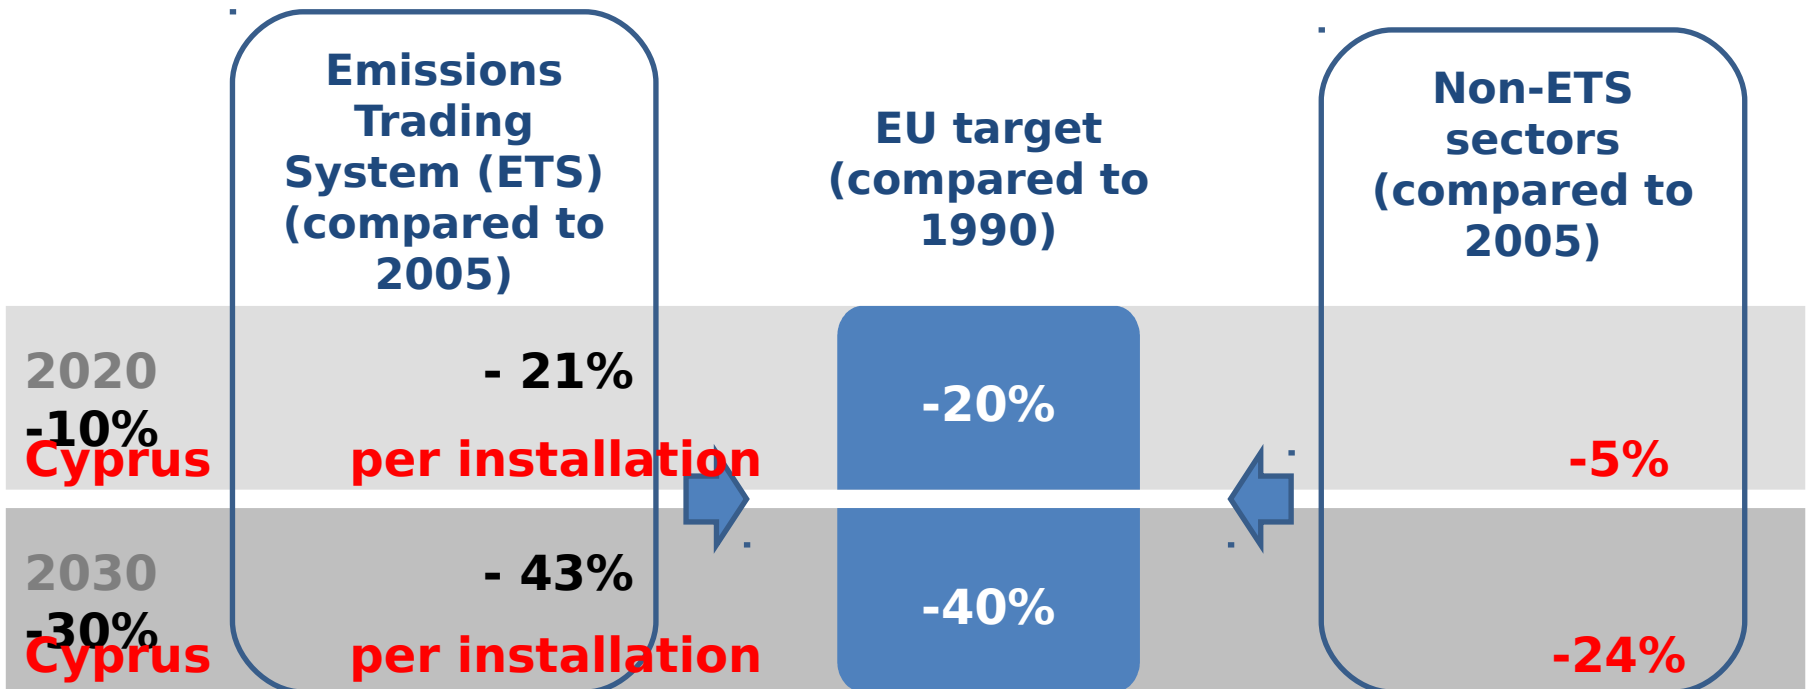 Emissions
Trading
System (ETS)
(compared to
2005)
EU target
(compared to
1990)
Non-ETS
sectors
(compared to
2005)
2020 - 21%
-10%
Cyprus per installation -5%
-20%
2030 - 43%
-30%
Cyprus per installation -24%
-40%